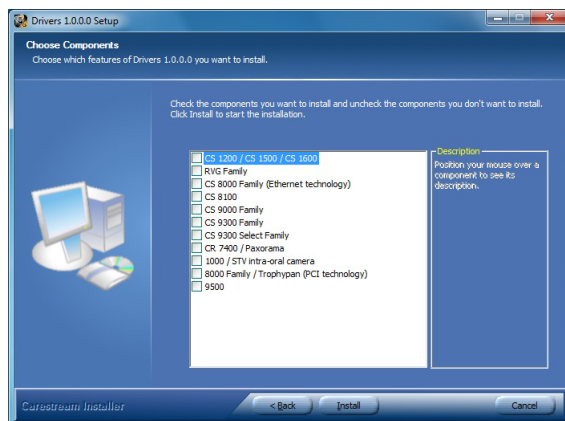 Drivers 1.0.0.0 Setup
Choose Components
Choose which features of Drivers 1.0.0.0 you want to install.
Check the components you want to install and uncheck the components you don't want to install.
Click Install to start the installation.
CS 1200 / CS 1500 / CS 1600
RVG Family
CS 8000 Family (Ethernet technology)
CS 8100
CS 9000 Family
CS 9300 Family
CS 9300 Select Family
CR 7400 / Paxorama
1000 / STV intra-oral camera
8000 Family / Trophypan (PCI technology)
9500
Description
Position your mouse over a
component to see its
description.
Carestream Installer
< Back
Install
Cancel